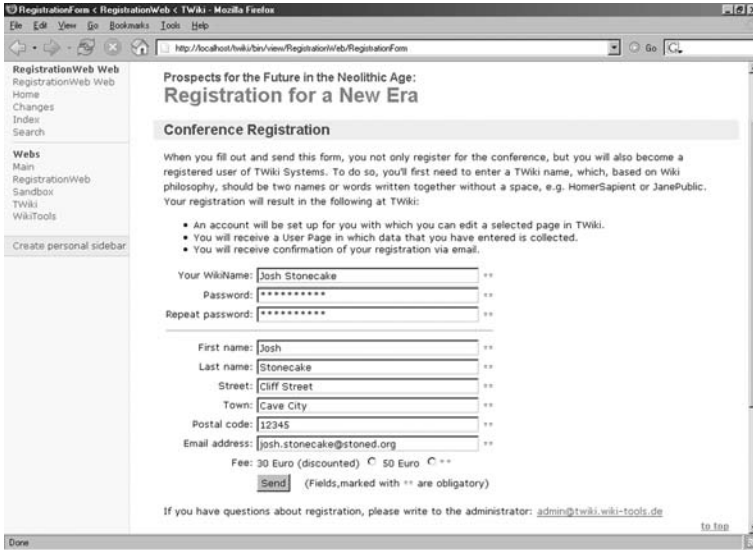 RegistrationForm < RegistrationWeb < TWiki - Mozilla Firefox
File Edit View Go Bookmarks Tools Help
http://localhost/twiki/bin/view/RegistrationWeb/RegistrationForm
Go
RegistrationWeb Web
RegistrationWeb Web
Home
Changes
Index
Search
Webs
Main
RegistrationWeb
Sandbox
TWiki
WikiTools
Create personal sidebar
Prospects for the Future in the Neolithic Age:
Registration for a New Era
Conference Registration
When you fill out and send this form, you not only register for the conference, but you will also become a
registered user of TWiki Systems. To do so, you'll first need to enter a TWiki name, which, based on Wiki
philosophy, should be two names or words written together without a space, e.g. HomerSapient or JanePublic.
Your registration will result in the following at TWiki:
• An account will be set up for you with which you can edit a selected page in TWiki.
• You will receive a User Page in which data that you have entered is collected.
• You will receive confirmation of your registration via email.
Your WikiName: Josh Stonecake **
Password: ********** **
Repeat password: ********** **
First name: Josh **
Last name: Stonecake **
Street: Cliff Street **
Town: Cave City **
Postal code: 12345 **
Email address: josh.stonecake@stoned.org **
Fee: 30 Euro (discounted) 50 Euro **
Send (Fields,marked with ** are obligatory)
If you have questions about registration, please write to the administrator: admin@twiki.wiki-tools.de
to top
Done